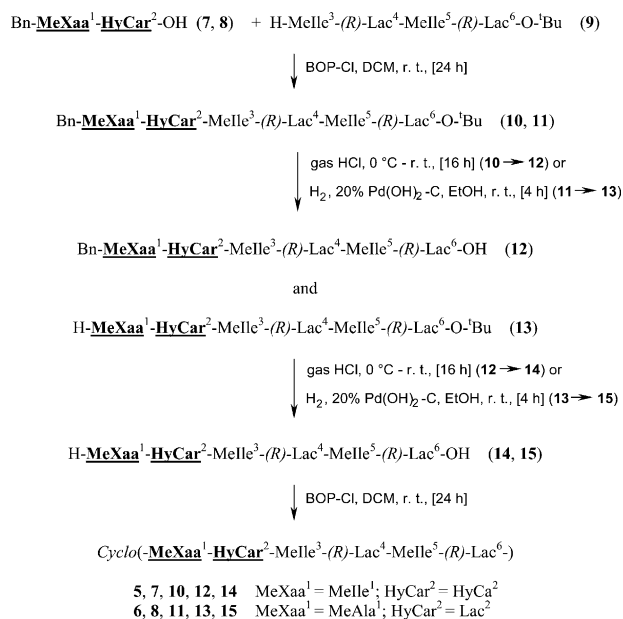 Bn-MeXaa¹-HyCar²-OH (7, 8) + H-MeIle³-(R)-Lac⁴-MeIle⁵-(R)-Lac⁶-O-ᵗBu (9)
BOP-Cl, DCM, r. t., [24 h]
Bn-MeXaa¹-HyCar²-MeIle³-(R)-Lac⁴-MeIle⁵-(R)-Lac⁶-O-ᵗBu (10, 11)
gas HCl, 0 °C - r. t., [16 h] (10 → 12) or
H₂, 20% Pd(OH)₂-C, EtOH, r. t., [4 h] (11 → 13)
Bn-MeXaa¹-HyCar²-MeIle³-(R)-Lac⁴-MeIle⁵-(R)-Lac⁶-OH (12)
and
H-MeXaa¹-HyCar²-MeIle³-(R)-Lac⁴-MeIle⁵-(R)-Lac⁶-O-ᵗBu (13)
gas HCl, 0 °C - r. t., [16 h] (12 → 14) or
H₂, 20% Pd(OH)₂-C, EtOH, r. t., [4 h] (13 → 15)
H-MeXaa¹-HyCar²-MeIle³-(R)-Lac⁴-MeIle⁵-(R)-Lac⁶-OH (14, 15)
BOP-Cl, DCM, r. t., [24 h]
Cyclo(-MeXaa¹-HyCar²-MeIle³-(R)-Lac⁴-MeIle⁵-(R)-Lac⁶-)
5, 7, 10, 12, 14 MeXaa¹ = MeIle¹; HyCar² = HyCa²
6, 8, 11, 13, 15 MeXaa¹ = MeAla¹; HyCar² = Lac²